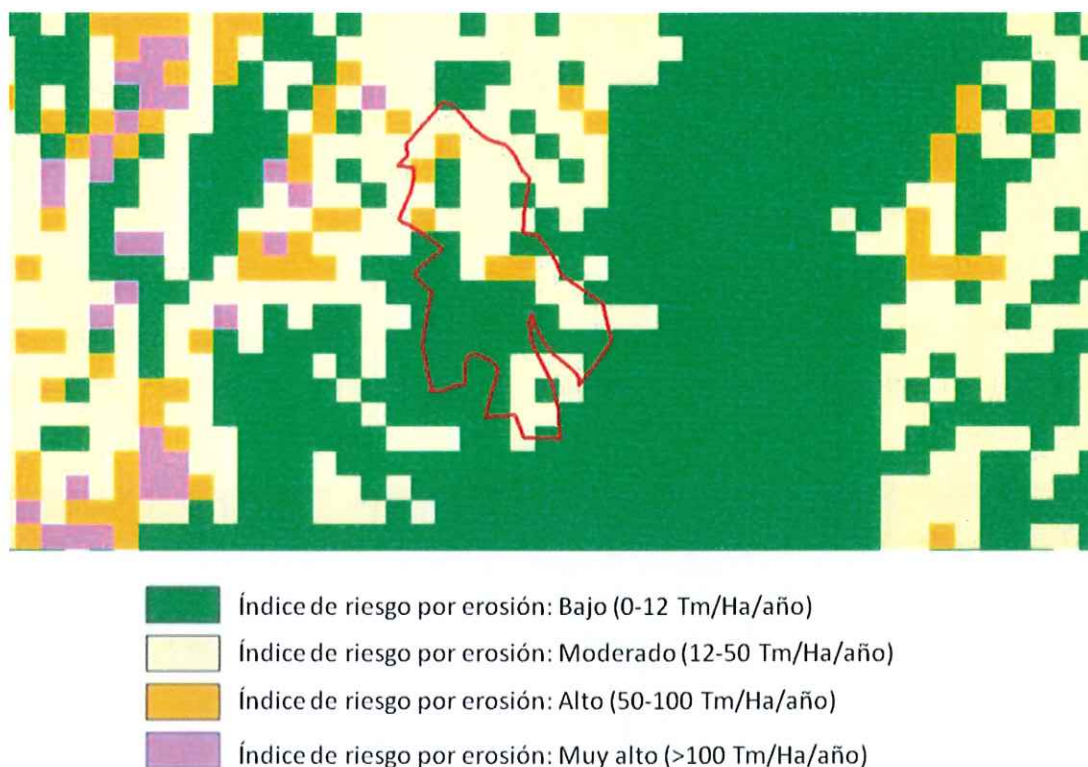 Índice de riesgo por erosión: Bajo (0-12 Tm/Ha/año)
Índice de riesgo por erosión: Moderado (12-50 Tm/Ha/año)
Índice de riesgo por erosión: Alto (50-100 Tm/Ha/año)
Índice de riesgo por erosión: Muy alto (>100 Tm/Ha/año)